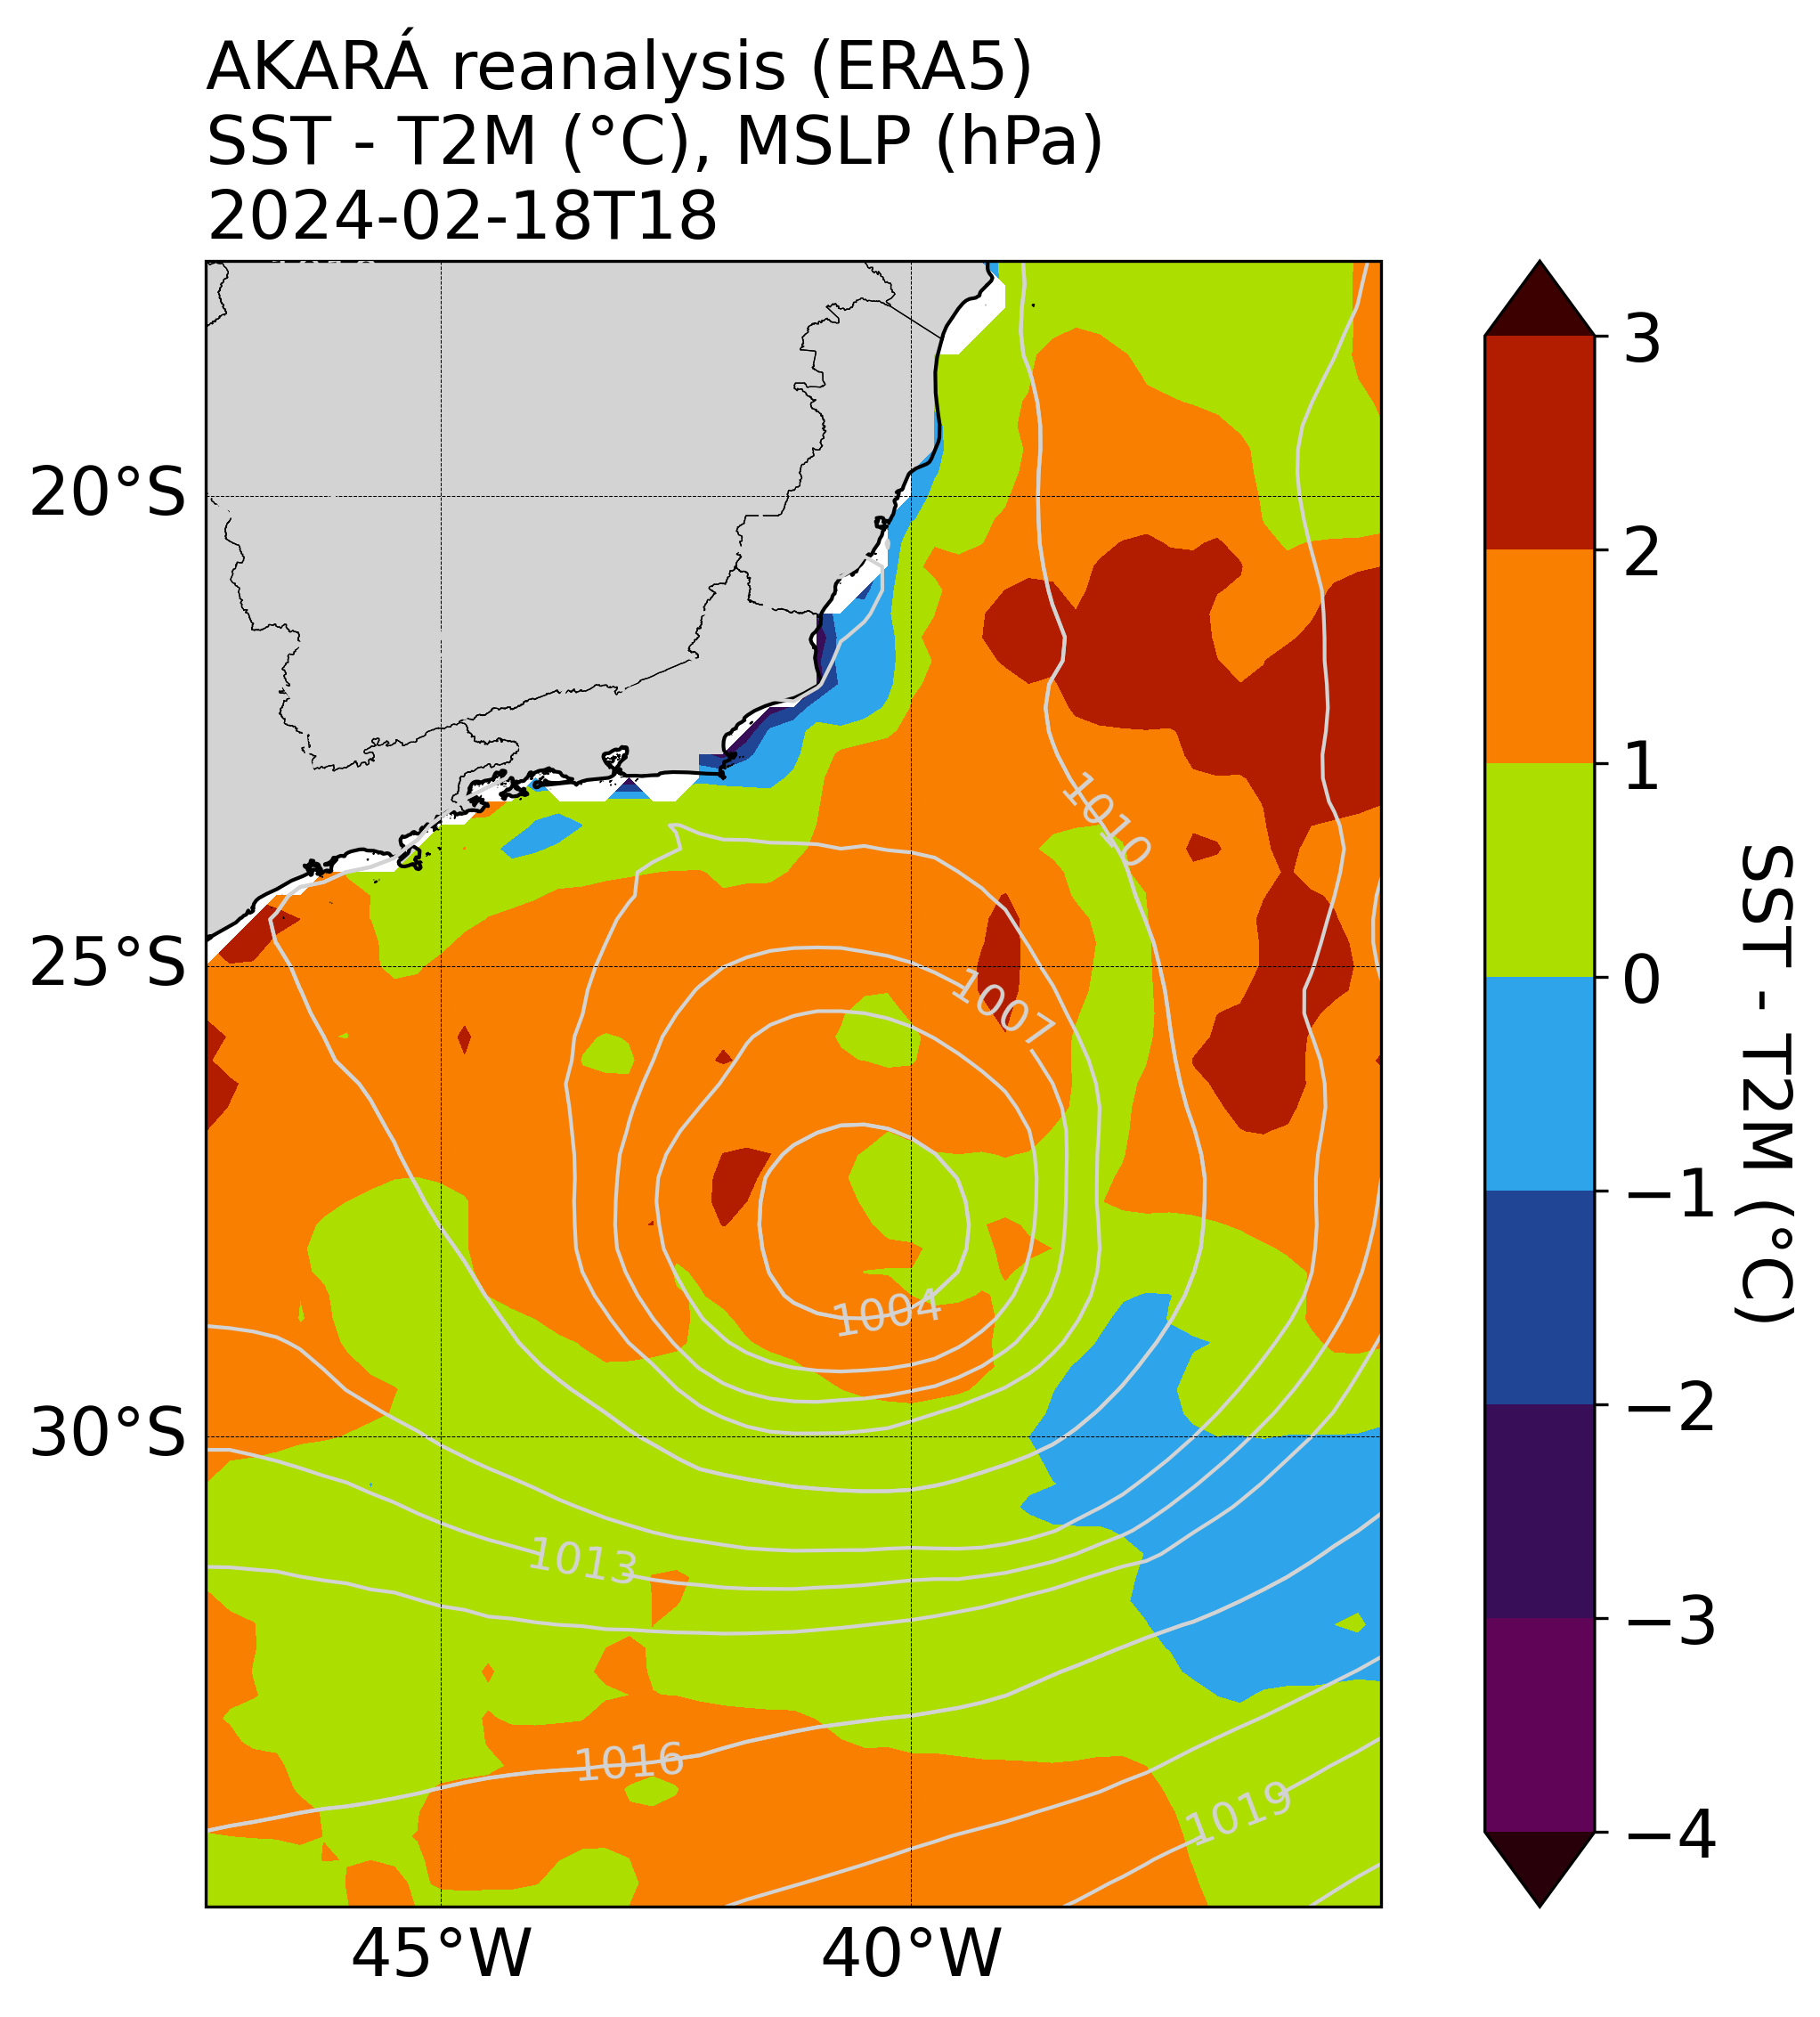 AKARÁ reanalysis (ERA5)
SST - T2M (°C), MSLP (hPa)
2024-02-18T18
20°S
25°S
30°S
45°W
40°W
1010
1007
1004
1013
1016
1019
3
2
1
0
−1
−2
−3
−4
SST - T2M (°C)